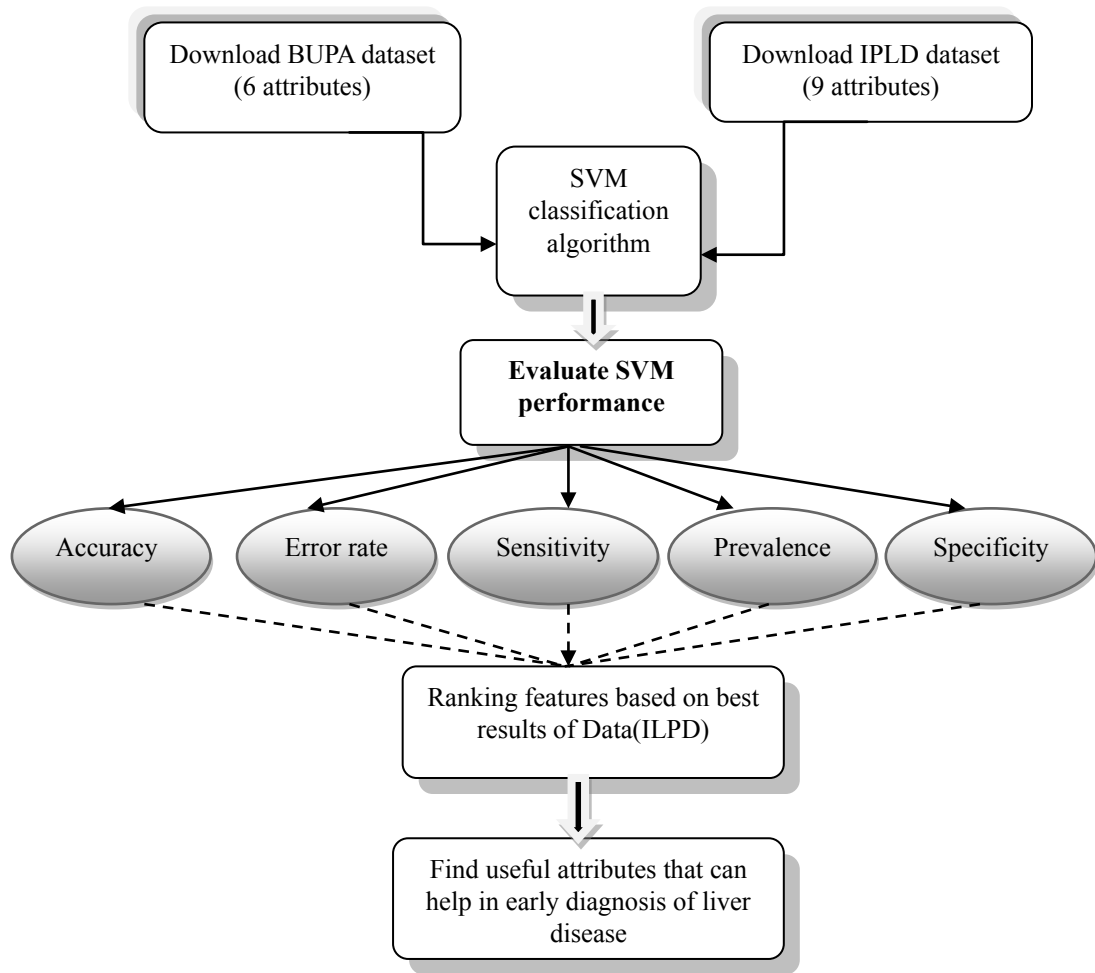 Download BUPA dataset
(6 attributes)
Download IPLD dataset
(9 attributes)
SVM
classification
algorithm
Evaluate SVM
performance
Accuracy
Error rate
Sensitivity
Prevalence
Specificity
Ranking features based on best
results of Data(ILPD)
Find useful attributes that can
help in early diagnosis of liver
disease